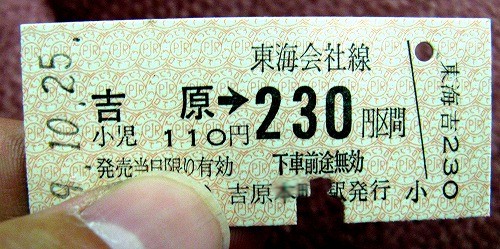 東海会社線
吉原→230円区間
小児 110円
発売当日限り有効
下車前途無効
吉原本町駅発行
小
東海吉230
10.25.